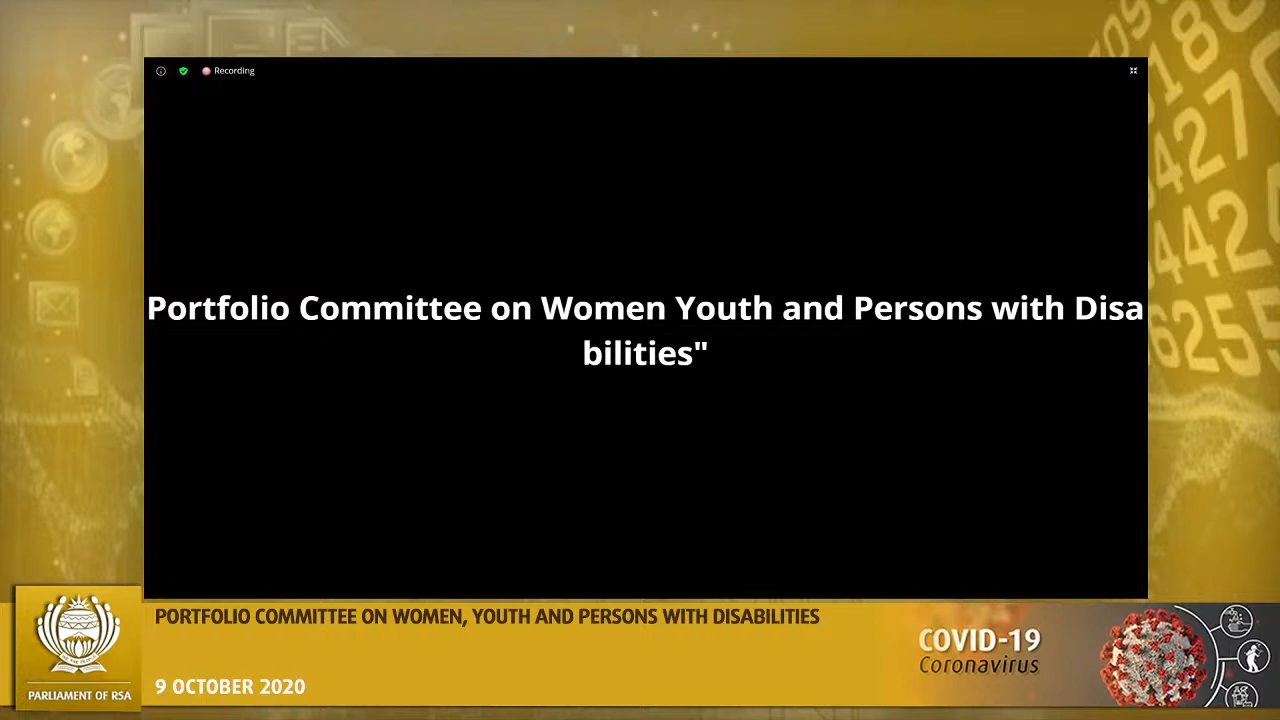 Recording
Portfolio Committee on Women Youth and Persons with Disa
bilities"
PORTFOLIO COMMITTEE ON WOMEN, YOUTH AND PERSONS WITH DISABILITIES
9 OCTOBER 2020
PARLIAMENT OF RSA
COVID-19
Coronavirus